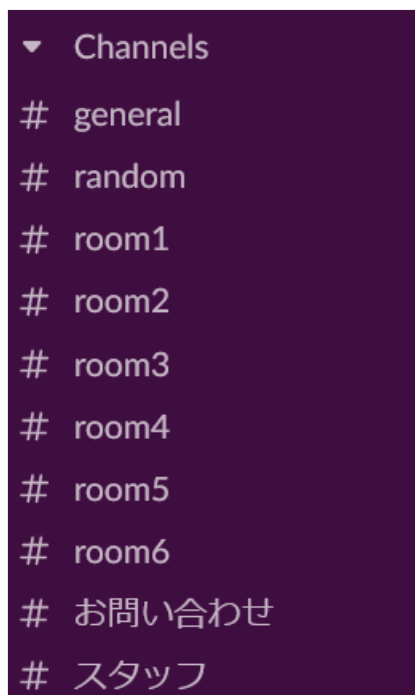 Channels
# general
# random
# room1
# room2
# room3
# room4
# room5
# room6
# お問い合わせ
# スタッフ